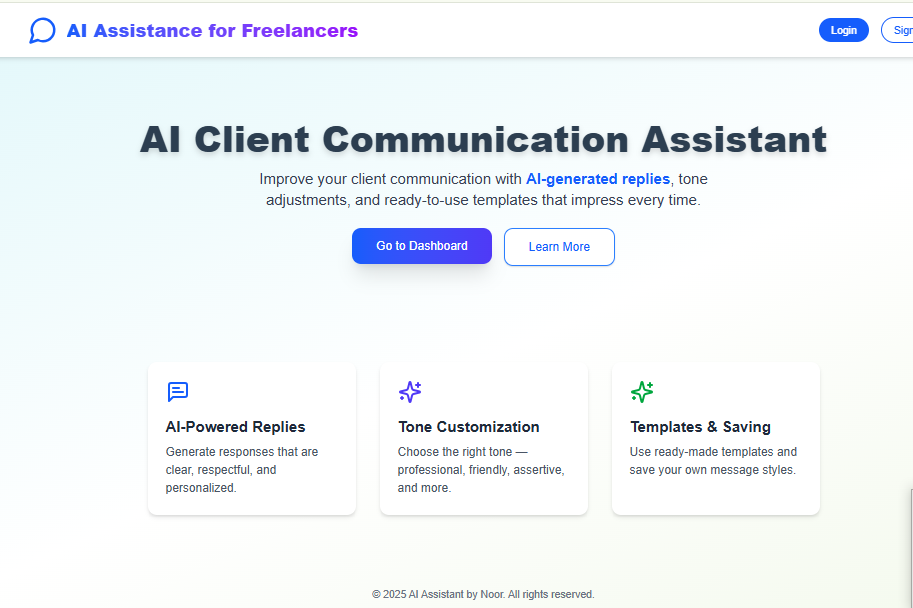 AI Assistance for Freelancers
Login
Sign
AI Client Communication Assistant
Improve your client communication with AI-generated replies, tone
adjustments, and ready-to-use templates that impress every time.
Go to Dashboard
Learn More
AI-Powered Replies
Generate responses that are
clear, respectful, and
personalized.
Tone Customization
Choose the right tone —
professional, friendly, assertive,
and more.
Templates & Saving
Use ready-made templates and
save your own message styles.
© 2025 AI Assistant by Noor. All rights reserved.